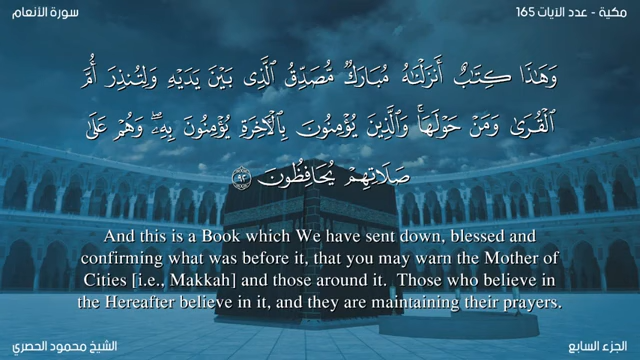 سورة الأنعام
مكية - عدد الآيات 165
وَهَٰذَا كِتَٰبٌ أَنزَلْنَٰهُ مُبَارَكٌ مُّصَدِّقُ ٱلَّذِى بَيْنَ يَدَيْهِ وَلِتُنذِرَ أُمَّ
ٱلْقُرَىٰ وَمَنْ حَوْلَهَا ۚ وَٱلَّذِينَ يُؤْمِنُونَ بِٱلْءَاخِرَةِ يُؤْمِنُونَ بِهِۦ ۖ وَهُمْ عَلَىٰ
صَلَاتِهِمْ يُحَافِظُونَ ٩٢
And this is a Book which We have sent down, blessed and
confirming what was before it, that you may warn the Mother of
Cities [i.e., Makkah] and those around it.  Those who believe in
the Hereafter believe in it, and they are maintaining their prayers.
الشيخ محمود الحصري
الجزء السابع